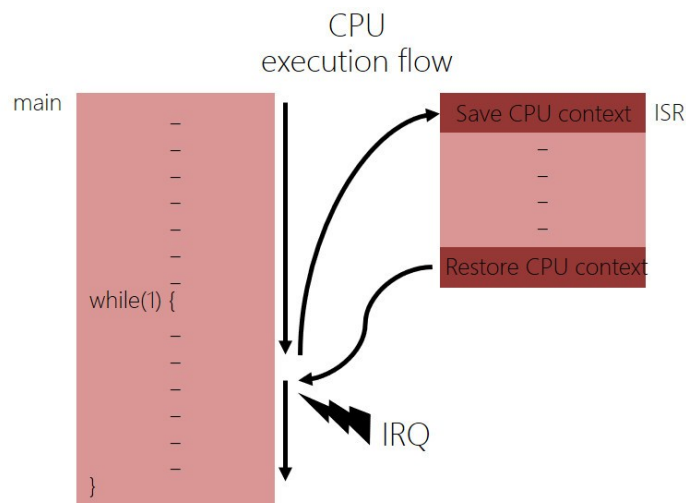 CPU
execution flow
main
Save CPU context
ISR
_
_
_
_
_
_
_
_
_
_
Restore CPU context
while(1) {
_
_
_
_
_
_
IRQ
}